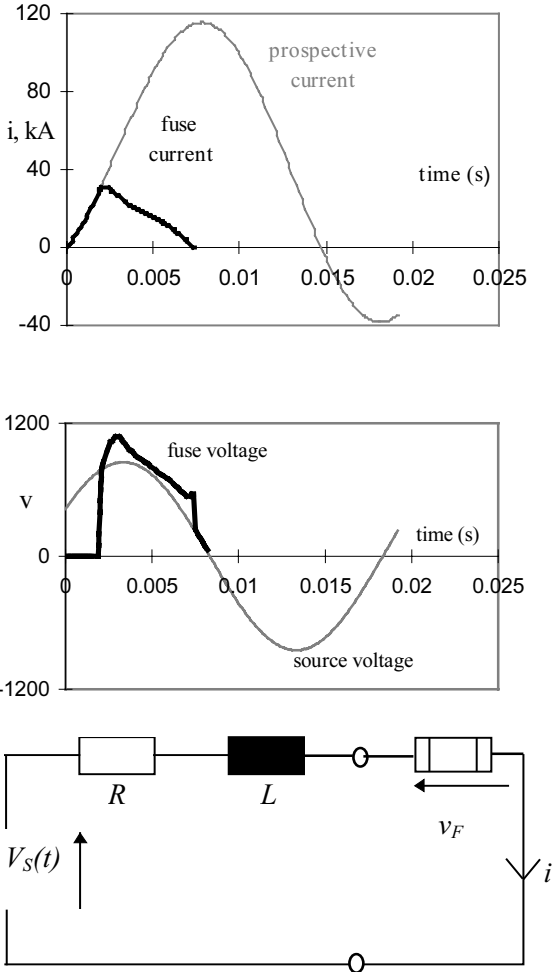 120
prospective
current
80
i, kA
fuse
current
40
time (s)
0
0 0.005 0.01 0.015 0.02 0.025
-40
1200
fuse voltage
v
time (s)
0
0 0.005 0.01 0.015 0.02 0.025
source voltage
-1200
R L
v_F
V_S(t)
i